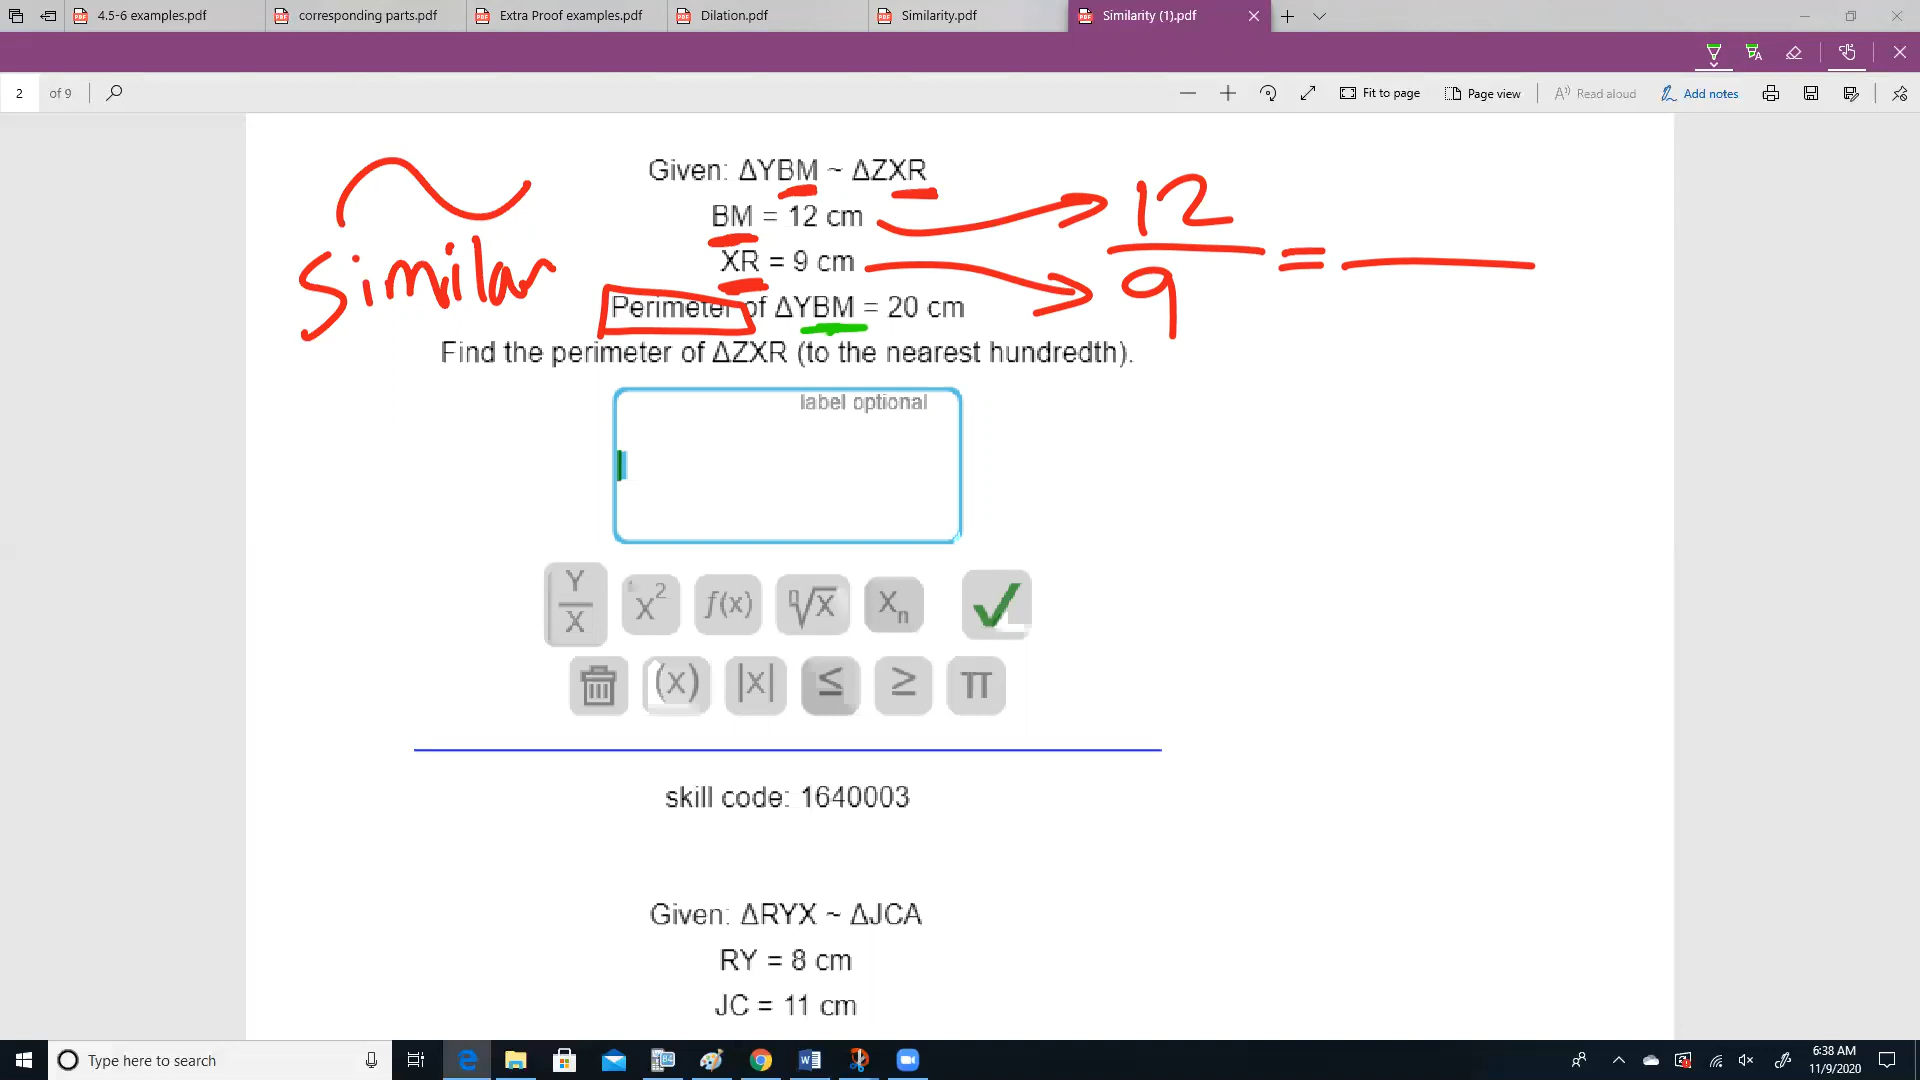 4.5-6 examples.pdf
corresponding parts.pdf
Extra Proof examples.pdf
Dilation.pdf
Similarity.pdf
Similarity (1).pdf
2 of 9
Fit to page
Page view
Read aloud
Add notes
Similar
Given: ΔYBM ~ ΔZXR
BM = 12 cm
XR = 9 cm
Perimeter of ΔYBM = 20 cm
Find the perimeter of ΔZXR (to the nearest hundredth).
12
9
=
label optional
Y
X
x²
f(x)
ⁿ√x
Xₙ
(x)
|x|
≤
≥
π
skill code: 1640003
Given: ΔRYX ~ ΔJCA
RY = 8 cm
JC = 11 cm
Type here to search
6:38 AM
11/9/2020